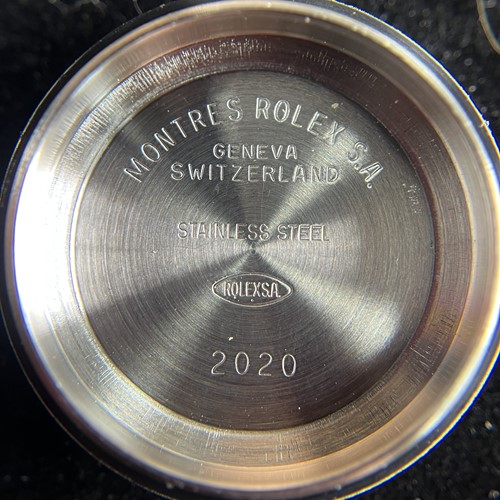 MONTRES ROLEX S.A.
GENEVA
SWITZERLAND
STAINLESS STEEL
ROLEXSA.
2020